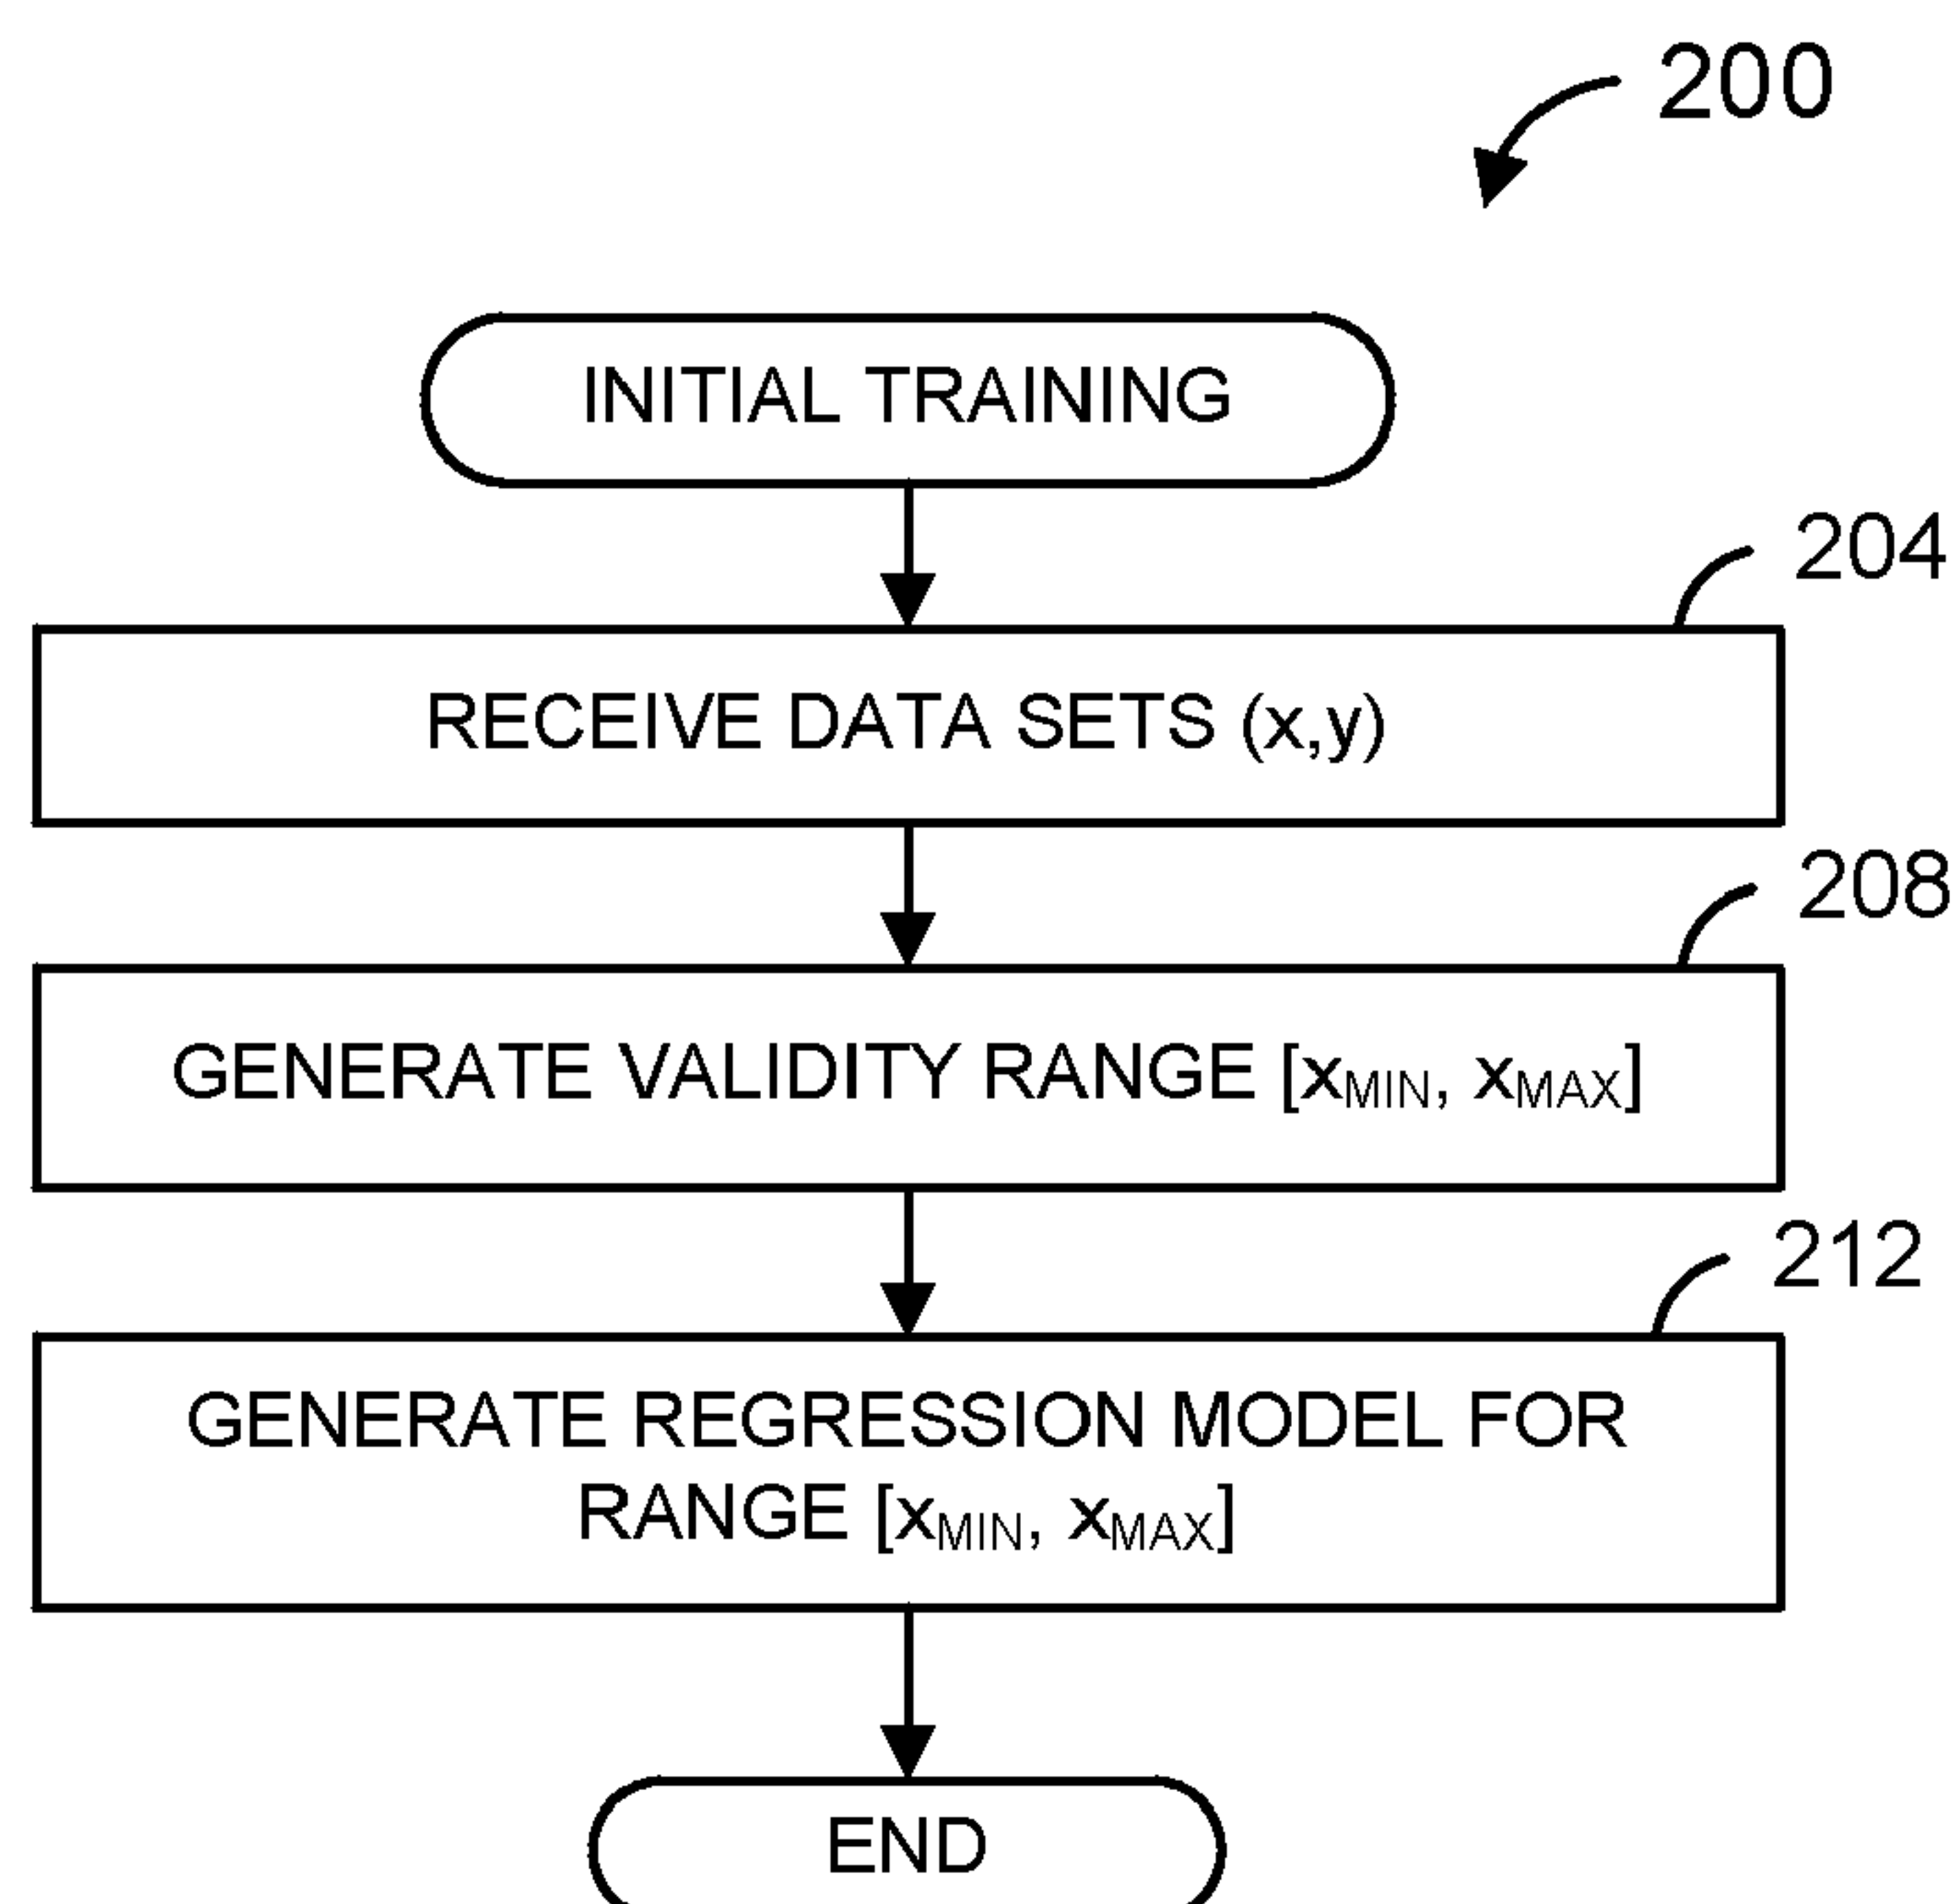 200
INITIAL TRAINING
204
RECEIVE DATA SETS (x,y)
208
GENERATE VALIDITY RANGE [xMIN, xMAX]
212
GENERATE REGRESSION MODEL FOR
RANGE [xMIN, xMAX]
END